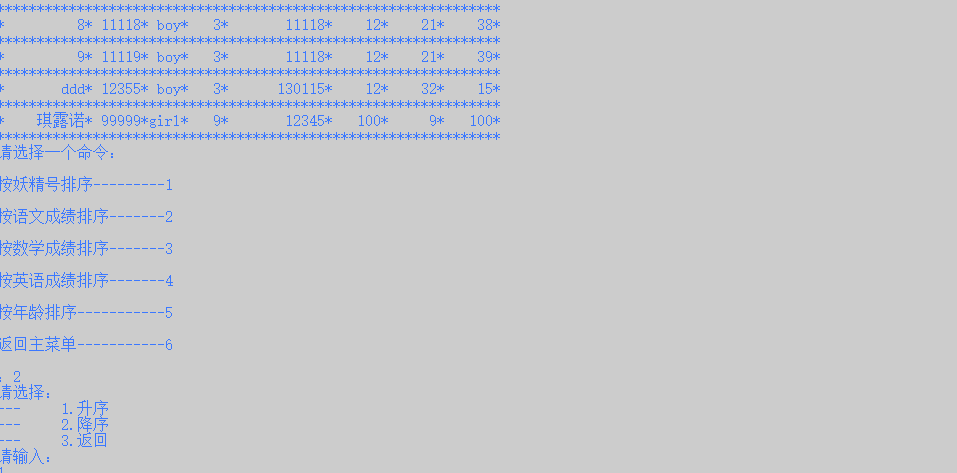 ***************************************************************
*         8* 11118* boy*   3*       11118*     12*     21*     38*
***************************************************************
*         9* 11119* boy*   3*       11118*     12*     21*     39*
***************************************************************
*       ddd* 12355* boy*   3*      130115*     12*     32*     15*
***************************************************************
*    琪露诺* 99999*girl*   9*       12345*    100*      9*    100*
***************************************************************
请选择一个命令:
按妖精号排序---------1
按语文成绩排序-------2
按数学成绩排序-------3
按英语成绩排序-------4
按年龄排序-----------5
返回主菜单-----------6
: 2
请选择:
---     1.升序
---     2.降序
---     3.返回
请输入: